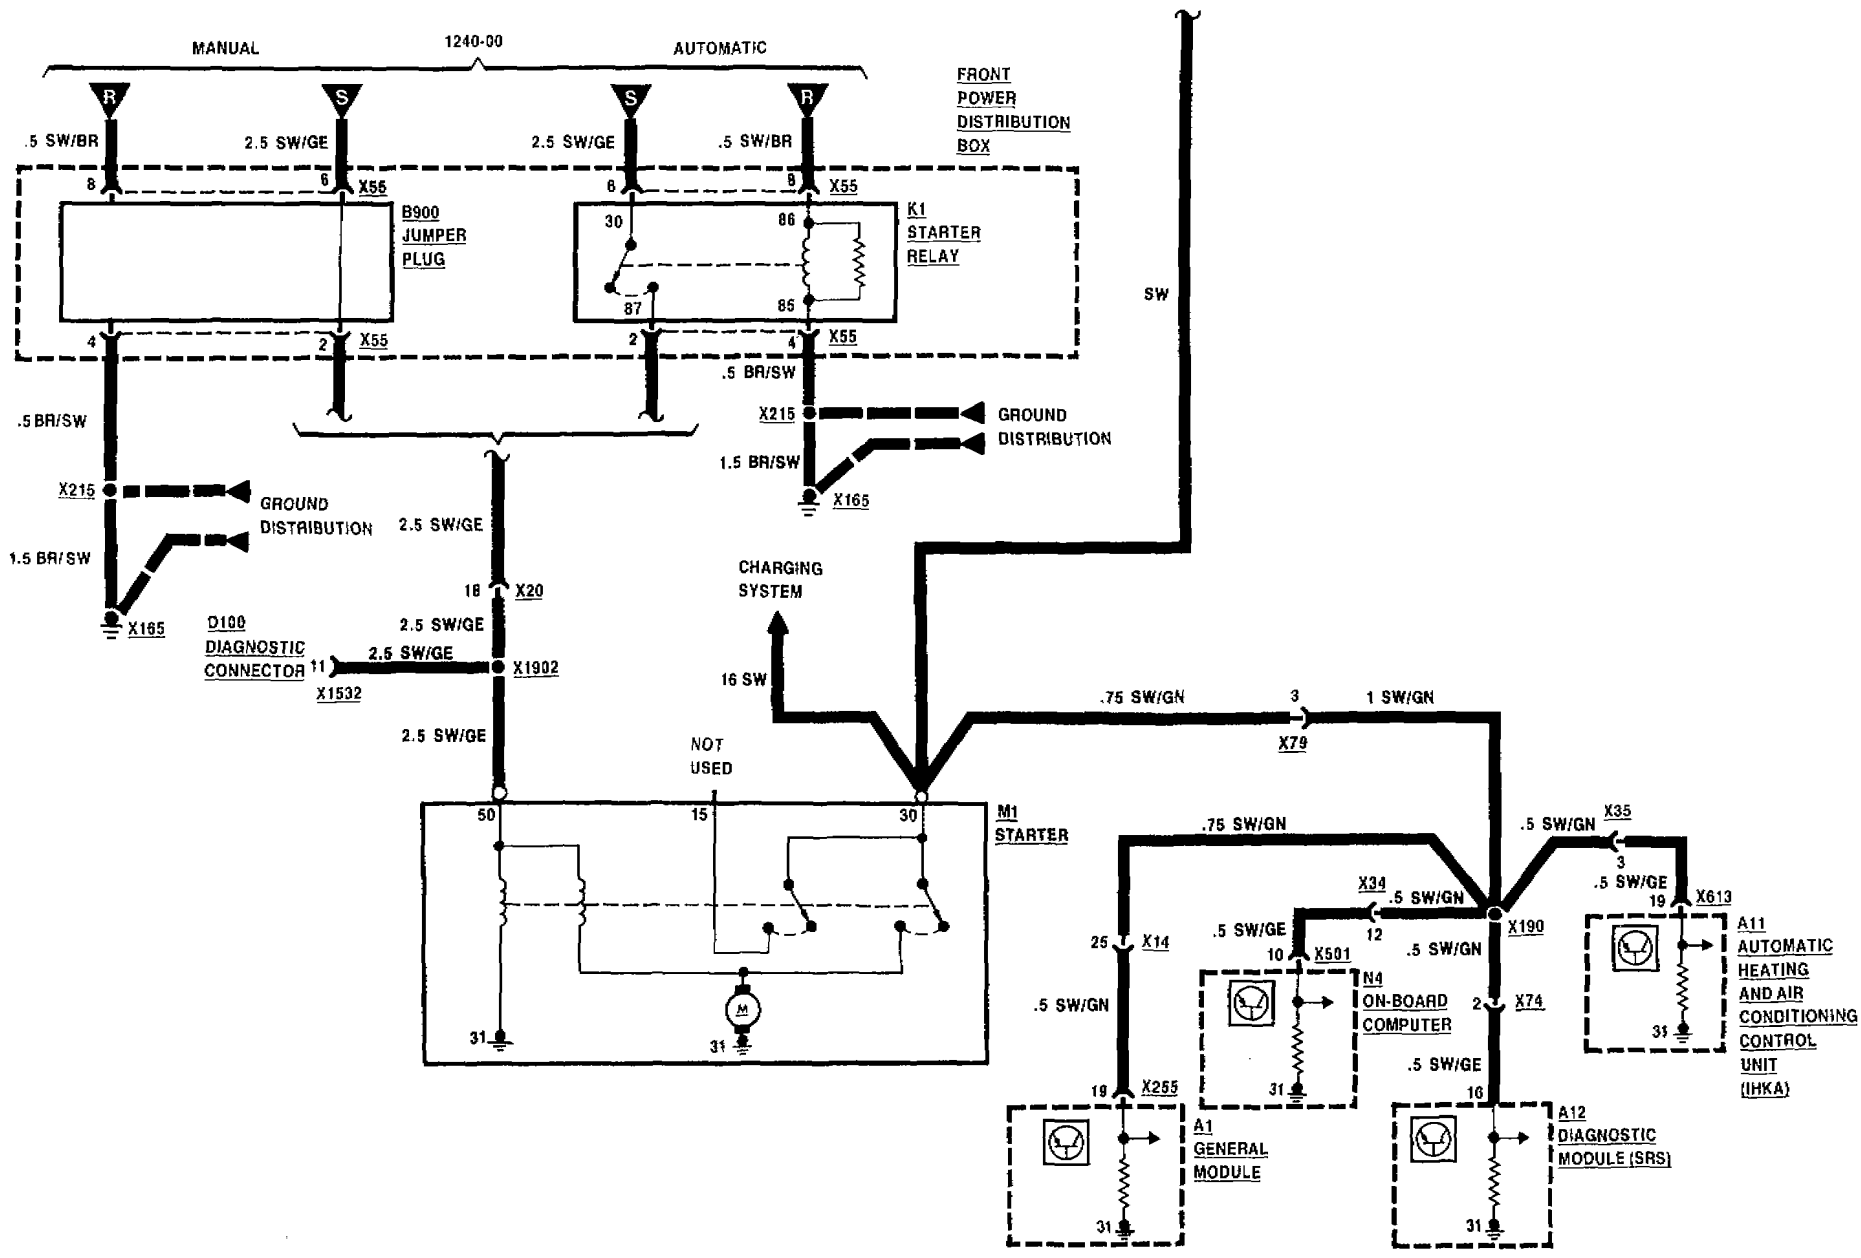 MANUAL
1240-00
AUTOMATIC
R
S
S
R
FRONT
POWER
DISTRIBUTION
BOX
.5 SW/BR
2.5 SW/GE
2.5 SW/GE
.5 SW/BR
8
6
X55
6
8
X55
B900
JUMPER
PLUG
30
86
K1
STARTER
RELAY
87
85
SW
4
2
X55
2
4
X55
.5 BR/SW
.5 BR/SW
X215
GROUND
DISTRIBUTION
1.5 BR/SW
X165
X215
GROUND
DISTRIBUTION
1.5 BR/SW
X165
2.5 SW/GE
18
X20
2.5 SW/GE
D100
DIAGNOSTIC
CONNECTOR
11
2.5 SW/GE
X1902
X1532
2.5 SW/GE
CHARGING
SYSTEM
16 SW
.75 SW/GN
3
1 SW/GN
X79
NOT
USED
50
15
30
M1
STARTER
31
M
31
.75 SW/GN
.5 SW/GN
X35
3
.5 SW/GE
19
X613
X34
.5 SW/GN
12
.5 SW/GE
10
X501
X190
.5 SW/GN
25
X14
.5 SW/GN
2
X74
.5 SW/GE
A11
AUTOMATIC
HEATING
AND AIR
CONDITIONING
CONTROL
UNIT
(IHKA)
31
N4
ON-BOARD
COMPUTER
31
19
X255
16
A1
GENERAL
MODULE
31
A12
DIAGNOSTIC
MODULE (SRS)
31